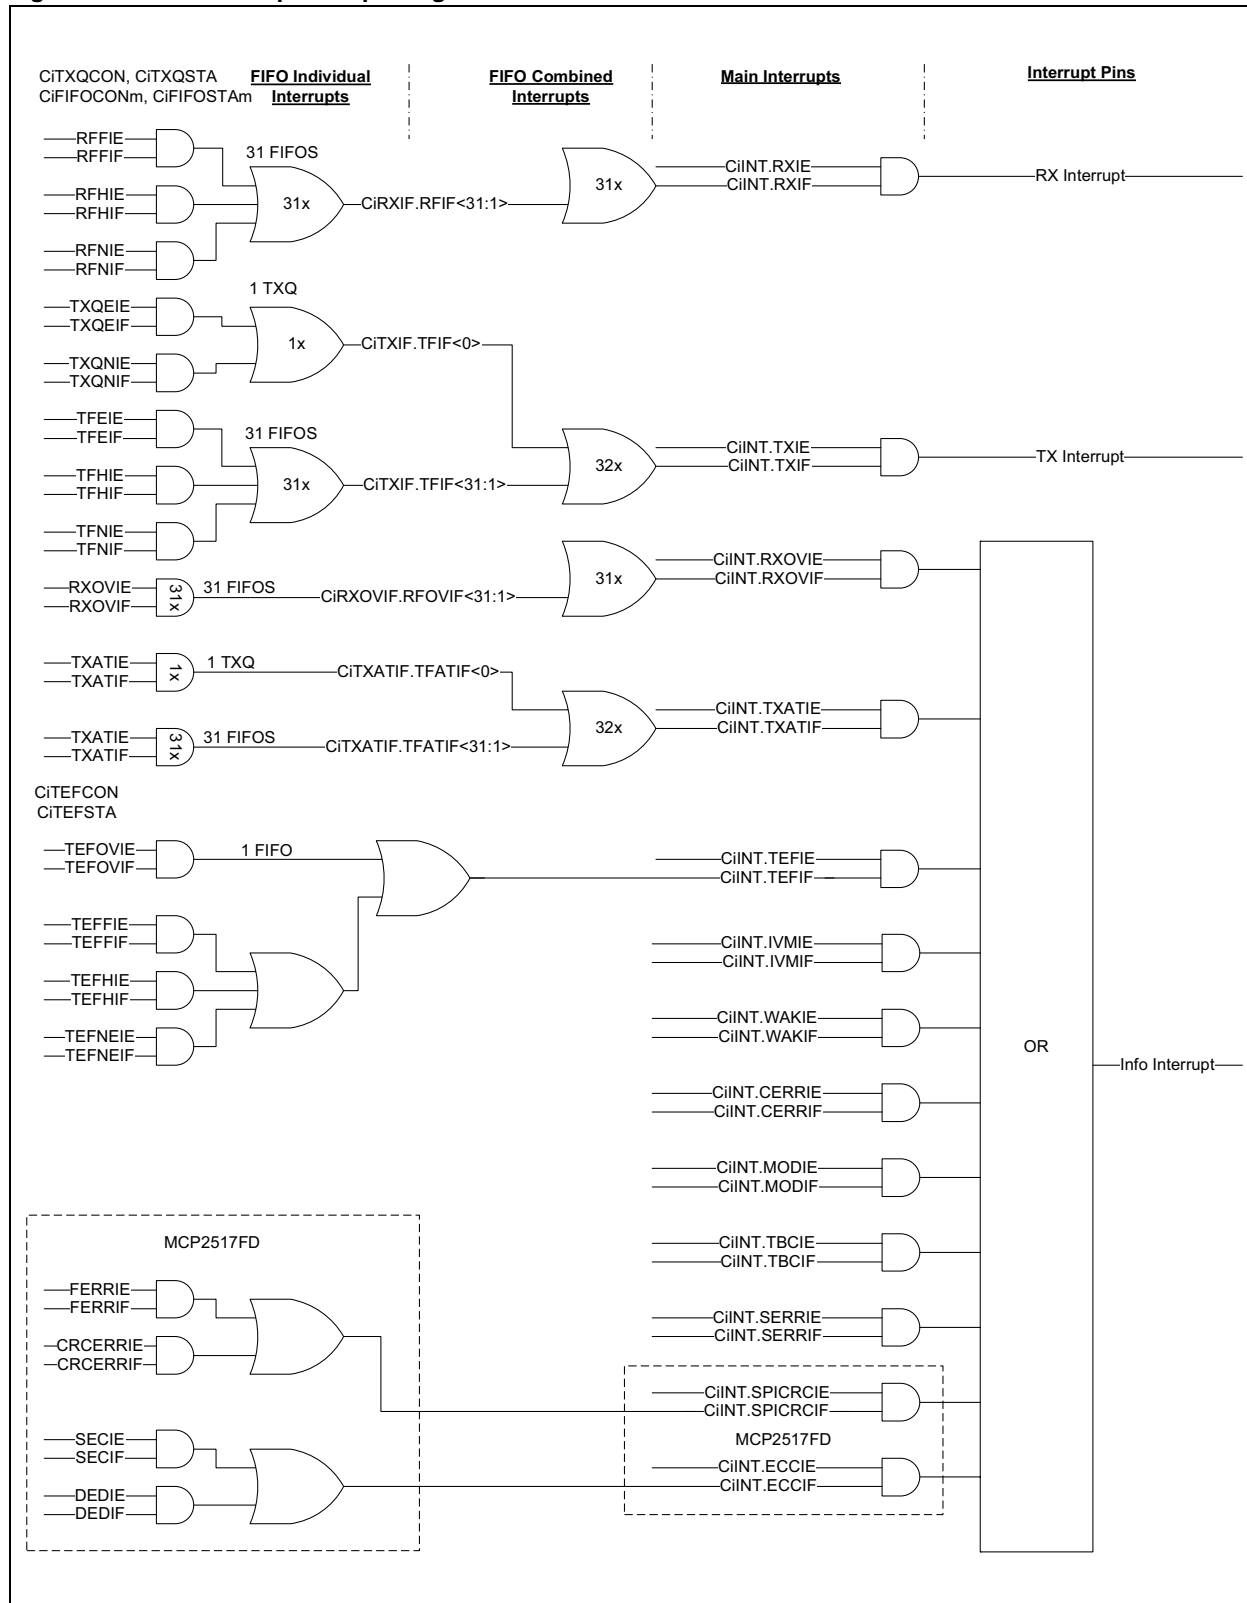 CiTXQCON, CiTXQSTA
CiFIFOCONm, CiFIFOSTAm
FIFO Individual
Interrupts
FIFO Combined
Interrupts
Main Interrupts
Interrupt Pins
RFFIE
RFFIF
31 FIFOS
RFHIE
RFHIF
31x
CiRXIF.RFIF<31:1>
31x
CiINT.RXIE
CiINT.RXIF
RX Interrupt
RFNIE
RFNIF
1 TXQ
TXQEIE
TXQEIF
1x
CiTXIF.TFIF<0>
TXQNIE
TXQNIF
TFEIE
TFEIF
31 FIFOS
TFHIE
TFHIF
31x
CiTXIF.TFIF<31:1>
32x
CiINT.TXIE
CiINT.TXIF
TX Interrupt
TFNIE
TFNIF
RXOVIE
RXOVIF
31x
31 FIFOS
CiRXOVIF.RFOVIF<31:1>
31x
CiINT.RXOVIE
CiINT.RXOVIF
TXATIE
TXATIF
1x
1 TXQ
CiTXATIF.TFATIF<0>
TXATIE
TXATIF
31x
31 FIFOS
CiTXATIF.TFATIF<31:1>
32x
CiINT.TXATIE
CiINT.TXATIF
CiTEFCON
CiTEFSTA
TEFOVIE
TEFOVIF
1 FIFO
CiINT.TEFIE
CiINT.TEFIF
TEFFIE
TEFFIF
TEFHIE
TEFHIF
TEFNEIE
TEFNEIF
CiINT.IVMIE
CiINT.IVMIF
CiINT.WAKIE
CiINT.WAKIF
OR
Info Interrupt
CiINT.CERRIE
CiINT.CERRIF
CiINT.MODIE
CiINT.MODIF
CiINT.TBCIE
CiINT.TBCIF
CiINT.SERRIE
CiINT.SERRIF
MCP2517FD
FERRIE
FERRIF
CRCERRIE
CRCERRIF
SECIE
SECIF
DEDIE
DEDIF
CiINT.SPICRCIE
CiINT.SPICRCIF
MCP2517FD
CiINT.ECCIE
CiINT.ECCIF